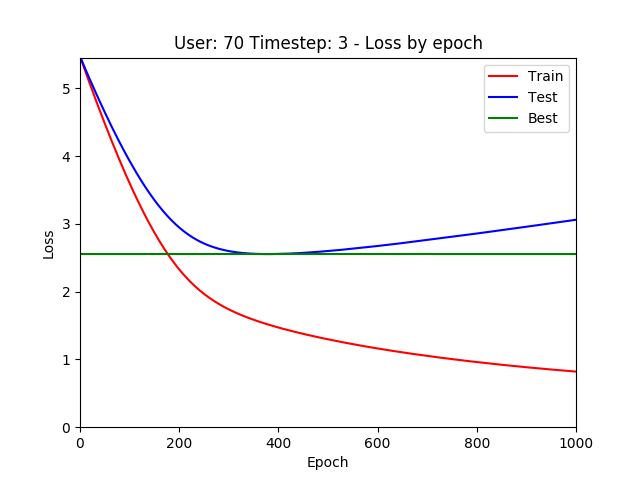 User: 70 Timestep: 3 - Loss by epoch
Train
Test
Best
5
4
3
2
1
0
Loss
0 200 400 600 800 1000
Epoch